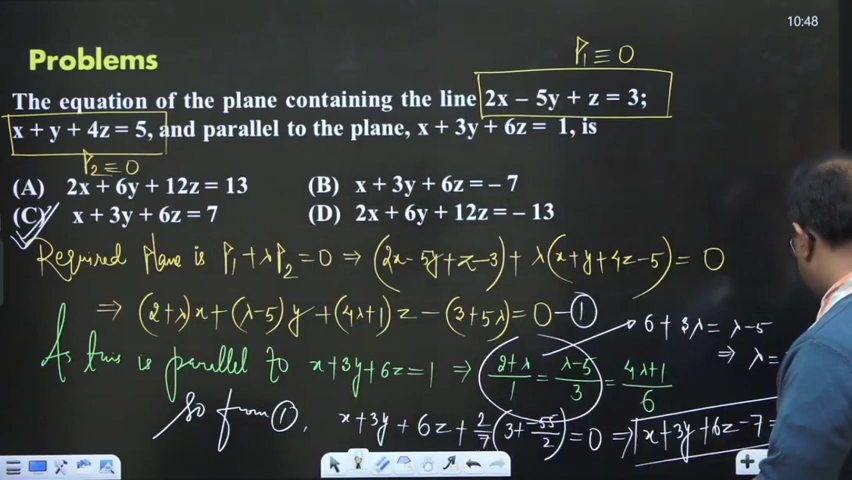 10:48
Problems
P₁ ≡ 0
The equation of the plane containing the line 2x – 5y + z = 3;
x + y + 4z = 5, and parallel to the plane, x + 3y + 6z = 1, is
P₂ ≡ 0
(A) 2x + 6y + 12z = 13 (B) x + 3y + 6z = – 7
(C) x + 3y + 6z = 7 (D) 2x + 6y + 12z = – 13
Required Plane is P₁ + λP₂ = 0 ⇒ (2x – 5y + z – 3) + λ(x + y + 4z – 5) = 0
⇒ (2+λ)x + (λ–5)y + (4λ+1)z – (3+5λ) = 0 – ①
6 + 3λ = λ – 5
⇒ λ =
As this is parallel to x + 3y + 6z = 1 ⇒ (2+λ)/1 = (λ–5)/3 = (4λ+1)/6
So from ①, x + 3y + 6z + 2/7 (3 + –55/2) = 0 ⇒ x + 3y + 6z – 7 =